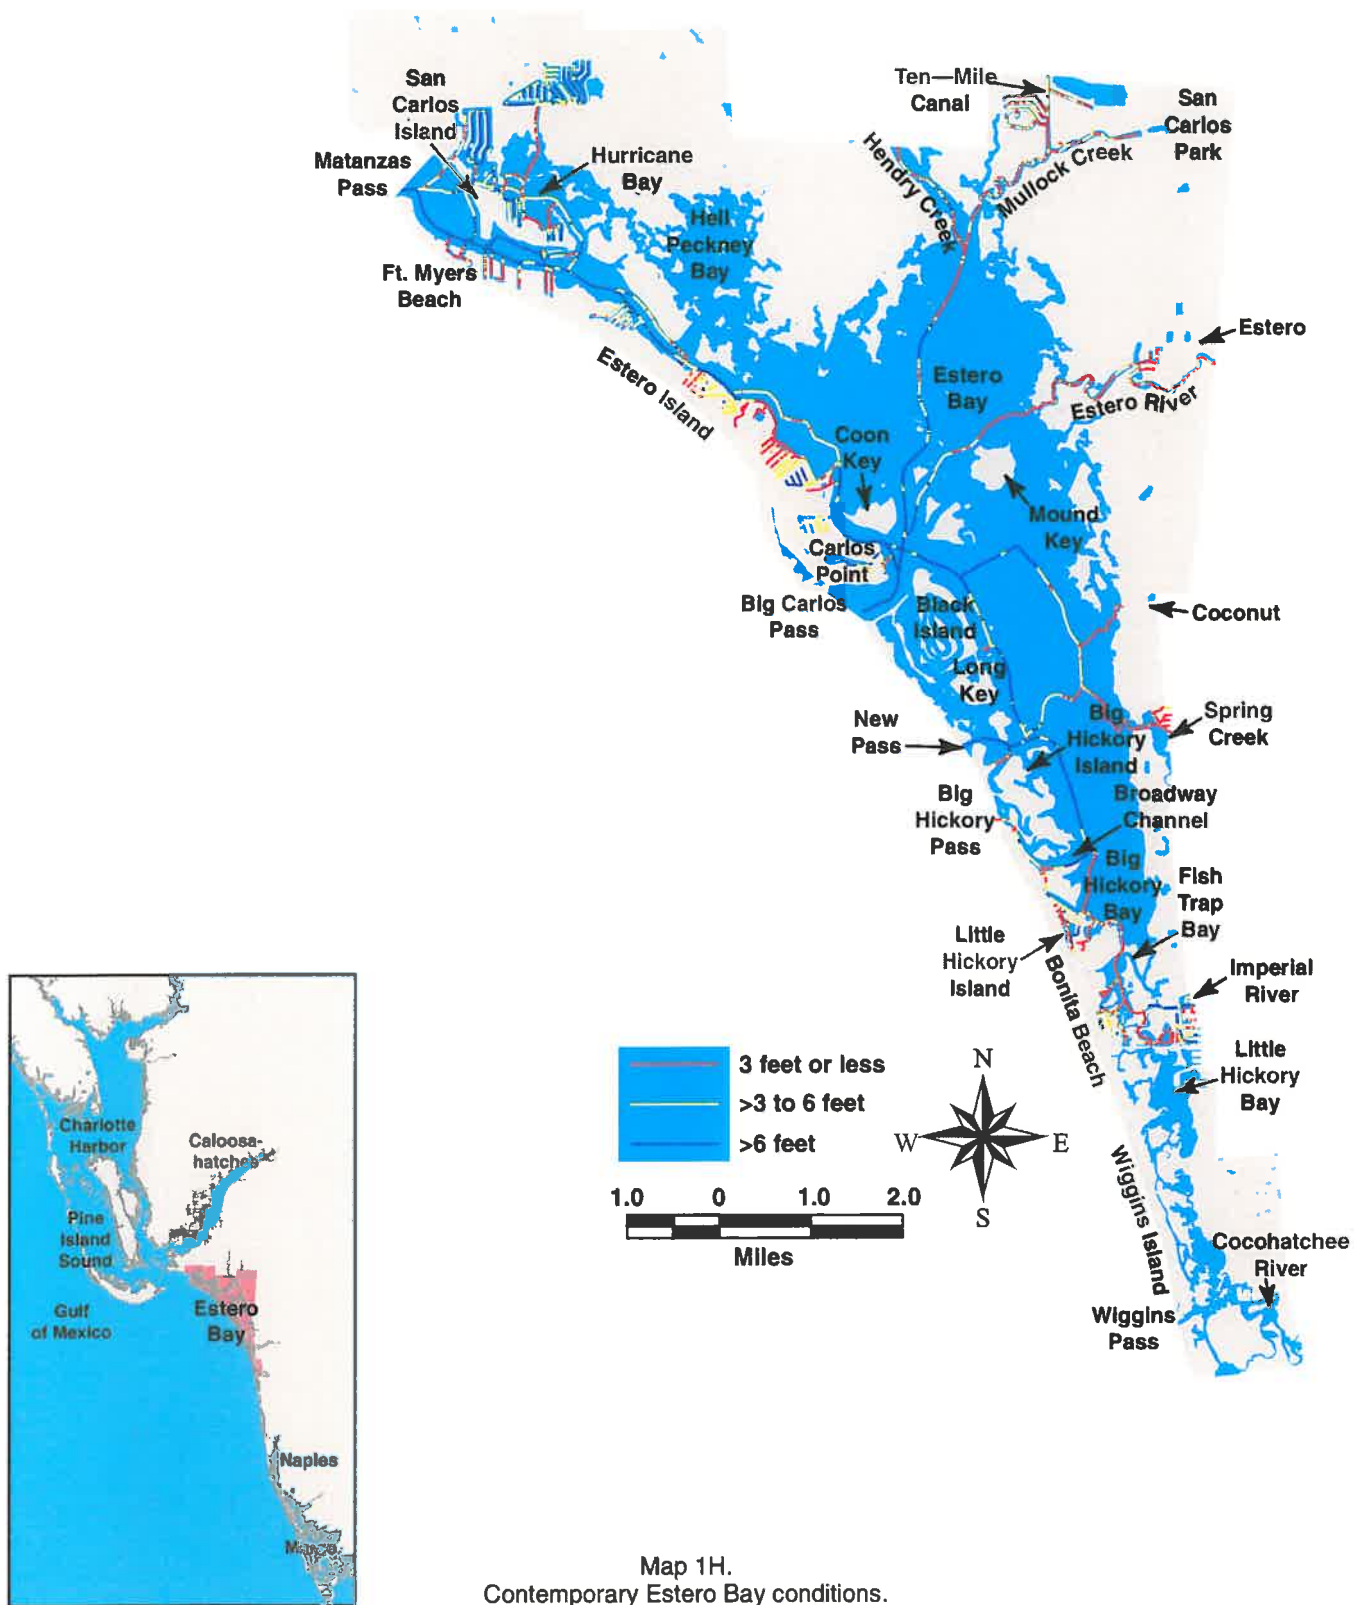 San
Carlos
Island
Matanzas
Pass
Hurricane
Bay
Hell
Peckney
Bay
Ft. Myers
Beach
Ten—Mile
Canal
San
Carlos
Park
Hendry Creek
Mullock Creek
Estero
Estero
Bay
Estero River
Estero Island
Coon
Key
Mound
Key
Carlos
Point
Big Carlos
Pass
Black
Island
Coconut
Long
Key
New
Pass
Big
Hickory
Island
Spring
Creek
Big
Hickory
Pass
Broadway
Channel
Big
Hickory
Bay
Fish
Trap
Bay
Little
Hickory
Island
Bonita Beach
Imperial
River
Little
Hickory
Bay
Wiggins Island
Cocohatchee
River
Wiggins
Pass
3 feet or less
>3 to 6 feet
>6 feet
N
W
E
S
1.0 0 1.0 2.0
Miles
Charlotte
Harbor
Caloosa-
hatchee
Pine
Island
Sound
Gulf
of Mexico
Estero
Bay
Naples
Map 1H.
Contemporary Estero Bay conditions.